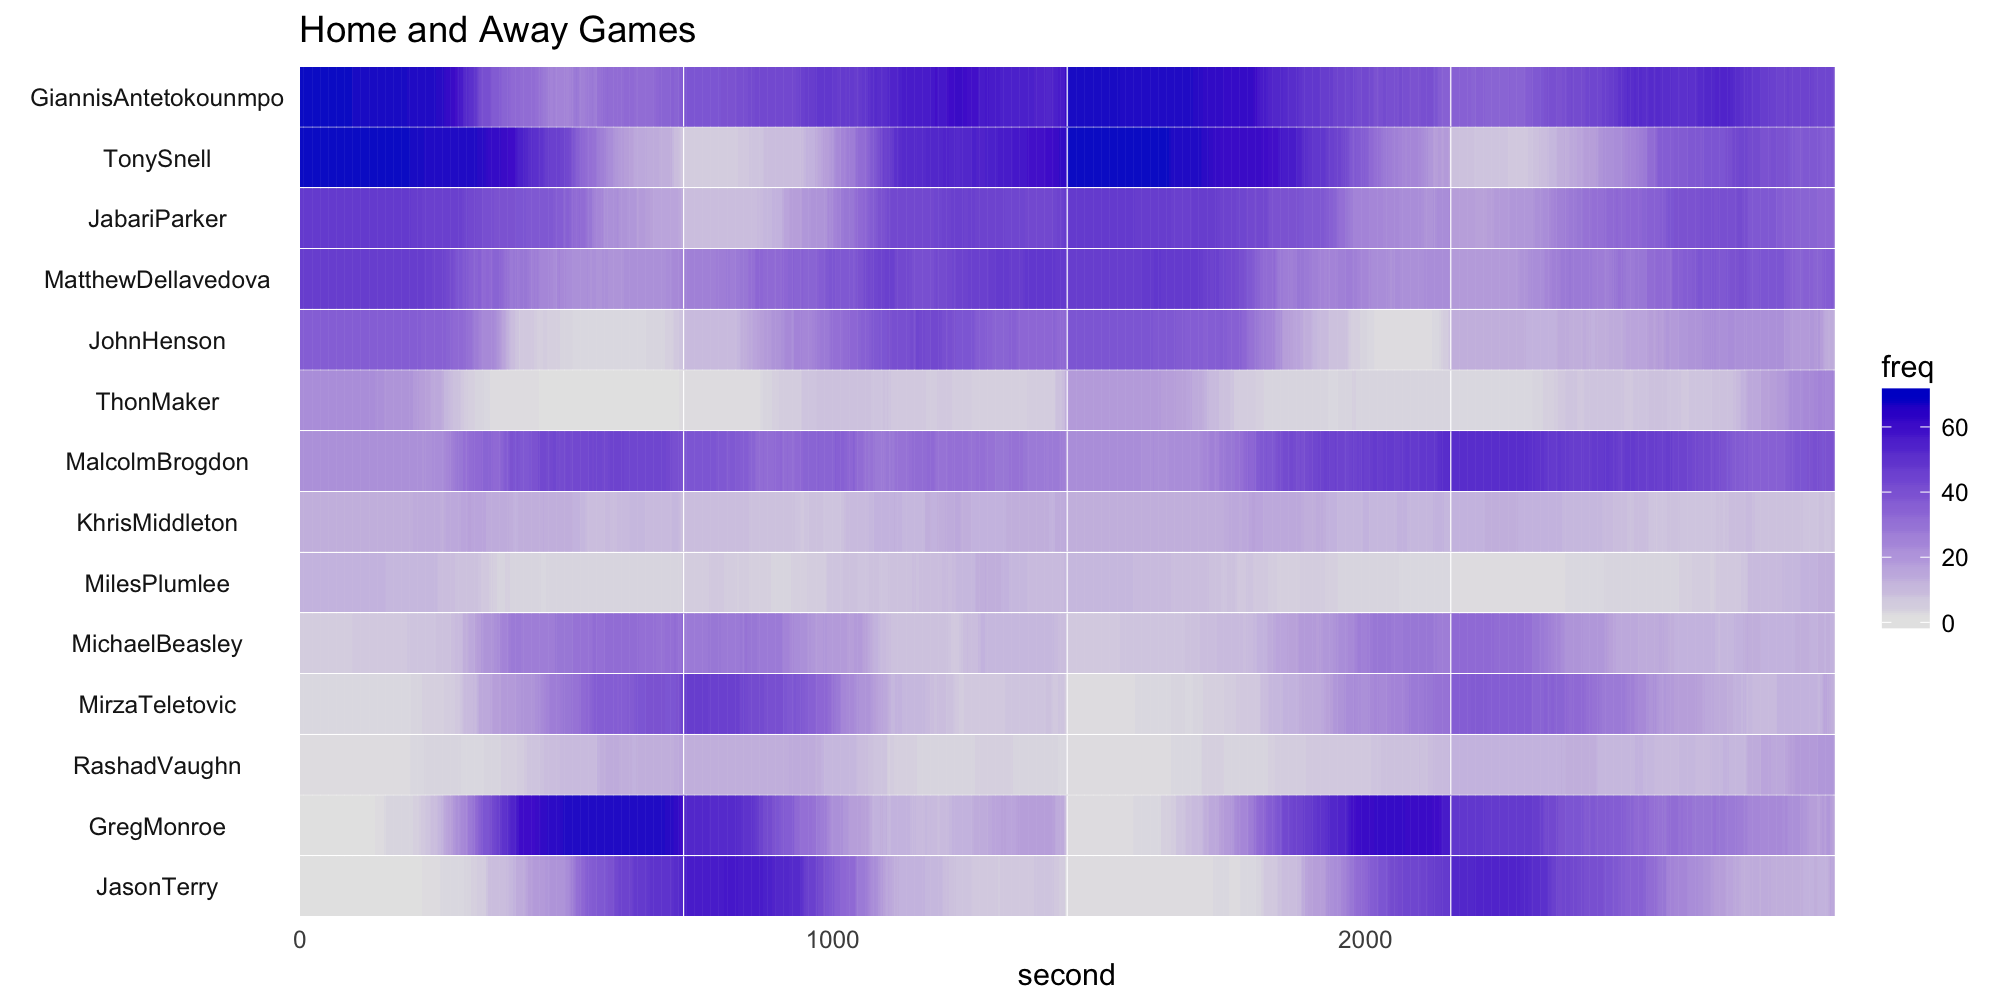 Home and Away Games
GiannisAntetokounmpo
TonySnell
JabariParker
MatthewDellavedova
JohnHenson
ThonMaker
MalcolmBrogdon
KhrisMiddleton
MilesPlumlee
MichaelBeasley
MirzaTeletovic
RashadVaughn
GregMonroe
JasonTerry
0 1000 2000
second
freq
60
40
20
0